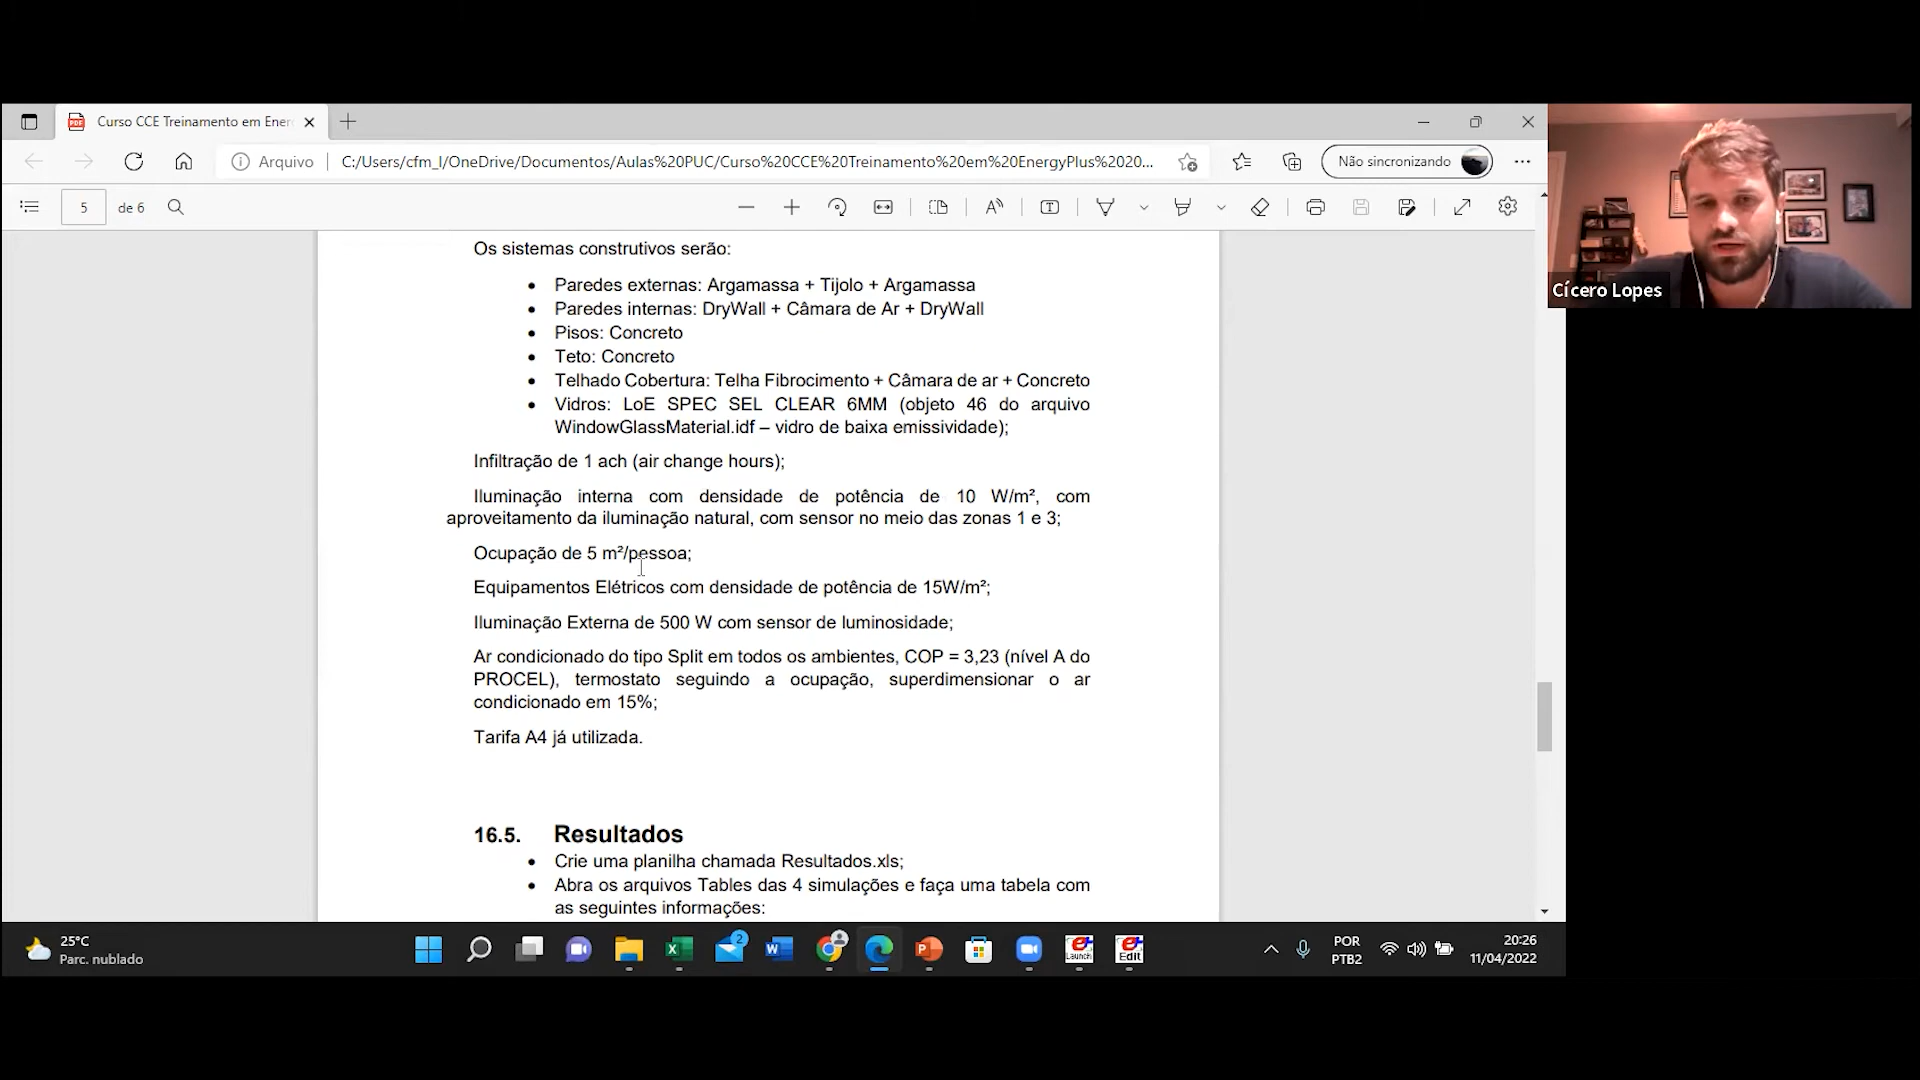 Curso CCE Treinamento em Ener
Arquivo
C:/Users/cfm_l/OneDrive/Documentos/Aulas%20PUC/Curso%20CCE%20Treinamento%20em%20EnergyPlus%2020...
Não sincronizando
5 de 6
Cícero Lopes
Os sistemas construtivos serão:
• Paredes externas: Argamassa + Tijolo + Argamassa
• Paredes internas: DryWall + Câmara de Ar + DryWall
• Pisos: Concreto
• Teto: Concreto
• Telhado Cobertura: Telha Fibrocimento + Câmara de ar + Concreto
• Vidros: LoE SPEC SEL CLEAR 6MM (objeto 46 do arquivo
WindowGlassMaterial.idf – vidro de baixa emissividade);
Infiltração de 1 ach (air change hours);
Iluminação interna com densidade de potência de 10 W/m², com
aproveitamento da iluminação natural, com sensor no meio das zonas 1 e 3;
Ocupação de 5 m²/pessoa;
Equipamentos Elétricos com densidade de potência de 15W/m²;
Iluminação Externa de 500 W com sensor de luminosidade;
Ar condicionado do tipo Split em todos os ambientes, COP = 3,23 (nível A do
PROCEL), termostato seguindo a ocupação, superdimensionar o ar
condicionado em 15%;
Tarifa A4 já utilizada.
16.5. Resultados
• Crie uma planilha chamada Resultados.xls;
• Abra os arquivos Tables das 4 simulações e faça uma tabela com
as seguintes informações:
25°C
Parc. nublado
2
Launch
Edit
POR
PTB2
20:26
11/04/2022